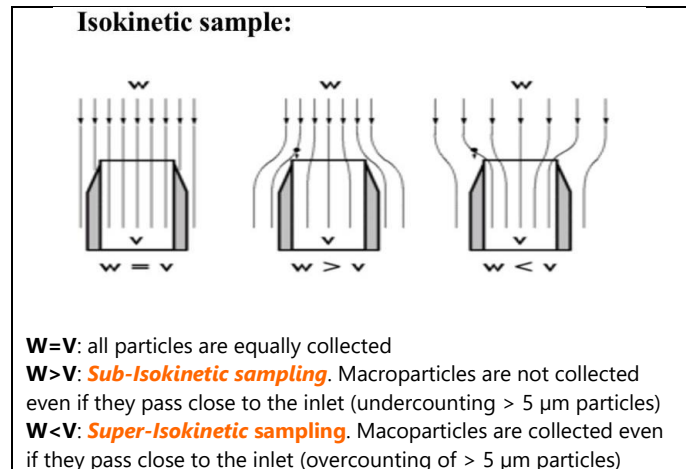 Isokinetic sample:
W W W
v v v
w = v w > v w < v
W=V: all particles are equally collected
W>V: Sub-Isokinetic sampling. Macroparticles are not collected
even if they pass close to the inlet (undercounting > 5 µm particles)
W<V: Super-Isokinetic sampling. Macoparticles are collected even
if they pass close to the inlet (overcounting of > 5 µm particles)